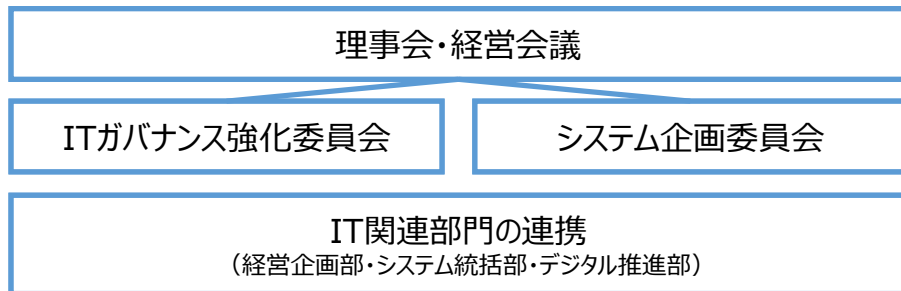 理事会・経営会議
ITガバナンス強化委員会
システム企画委員会
IT関連部門の連携
（経営企画部・システム統括部・デジタル推進部）